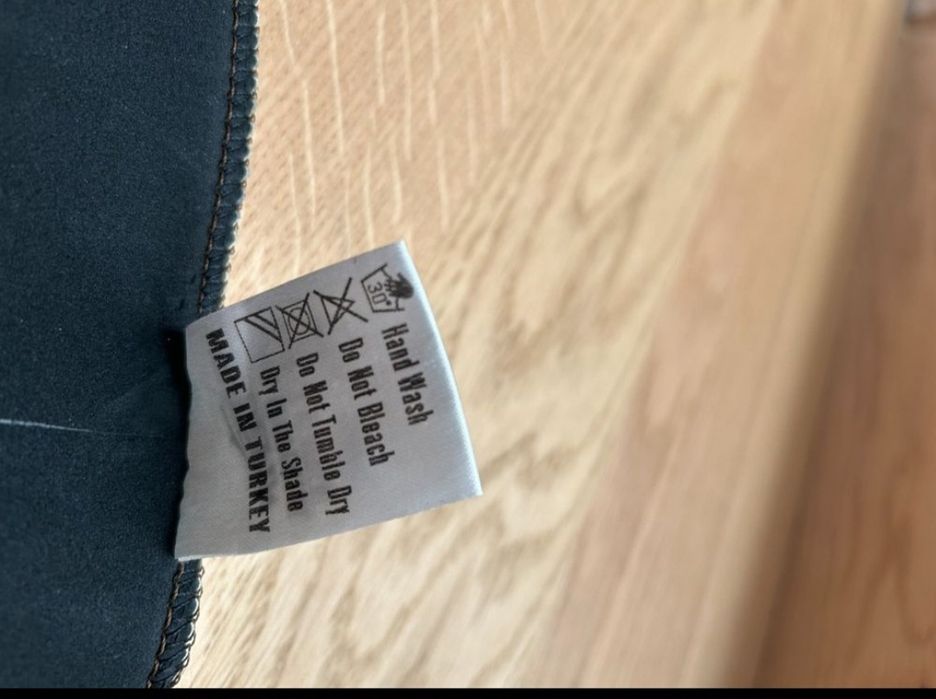 30°
Hand Wash
Do Not Bleach
Do Not Tumble Dry
Dry In The Shade
MADE IN TURKEY